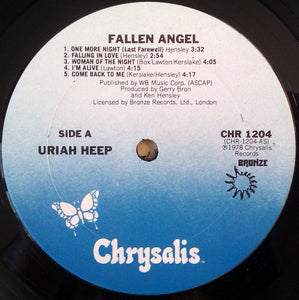 FALLEN ANGEL
1. ONE MORE NIGHT (Last Farewell) Hensley 3:32
2. FALLING IN LOVE (Hensley) 2:54
3. WOMAN OF THE NIGHT (Box/Lawton/Kerslake) 4:05
4. I'M ALIVE (Lawton) 4:15
5. COME BACK TO ME (Kerslake/Hensley) 4:17
Published by WB Music Corp. (ASCAP)
Produced by Gerry Bron
and Ken Hensley
Licensed by Bronze Records, Ltd., London
SIDE A
URIAH HEEP
CHR 1204
(CHR-1204-AS)
℗1978 Chrysalis
Records
BRONZE
Chrysalis